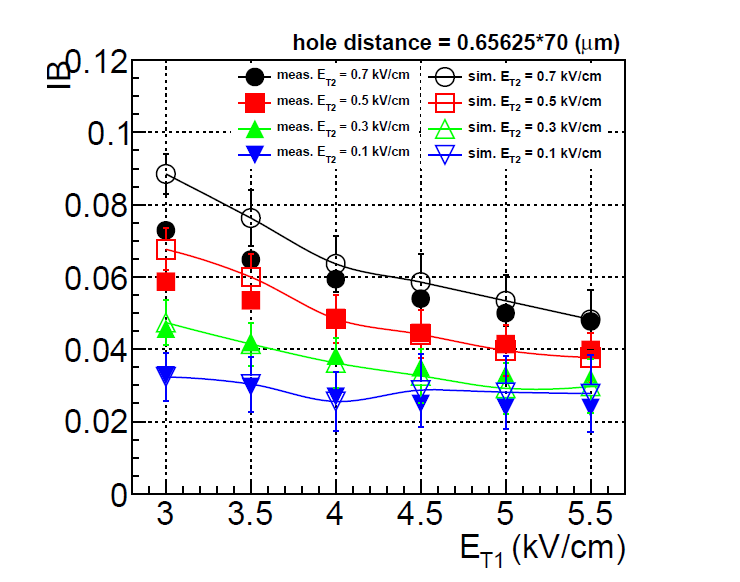 hole distance = 0.65625*70 (μm)
IB
0.12
0.1
0.08
0.06
0.04
0.02
0
meas. E_T2 = 0.7 kV/cm
sim. E_T2 = 0.7 kV/cm
meas. E_T2 = 0.5 kV/cm
sim. E_T2 = 0.5 kV/cm
meas. E_T2 = 0.3 kV/cm
sim. E_T2 = 0.3 kV/cm
meas. E_T2 = 0.1 kV/cm
sim. E_T2 = 0.1 kV/cm
3 3.5 4 4.5 5 5.5
E_T1 (kV/cm)